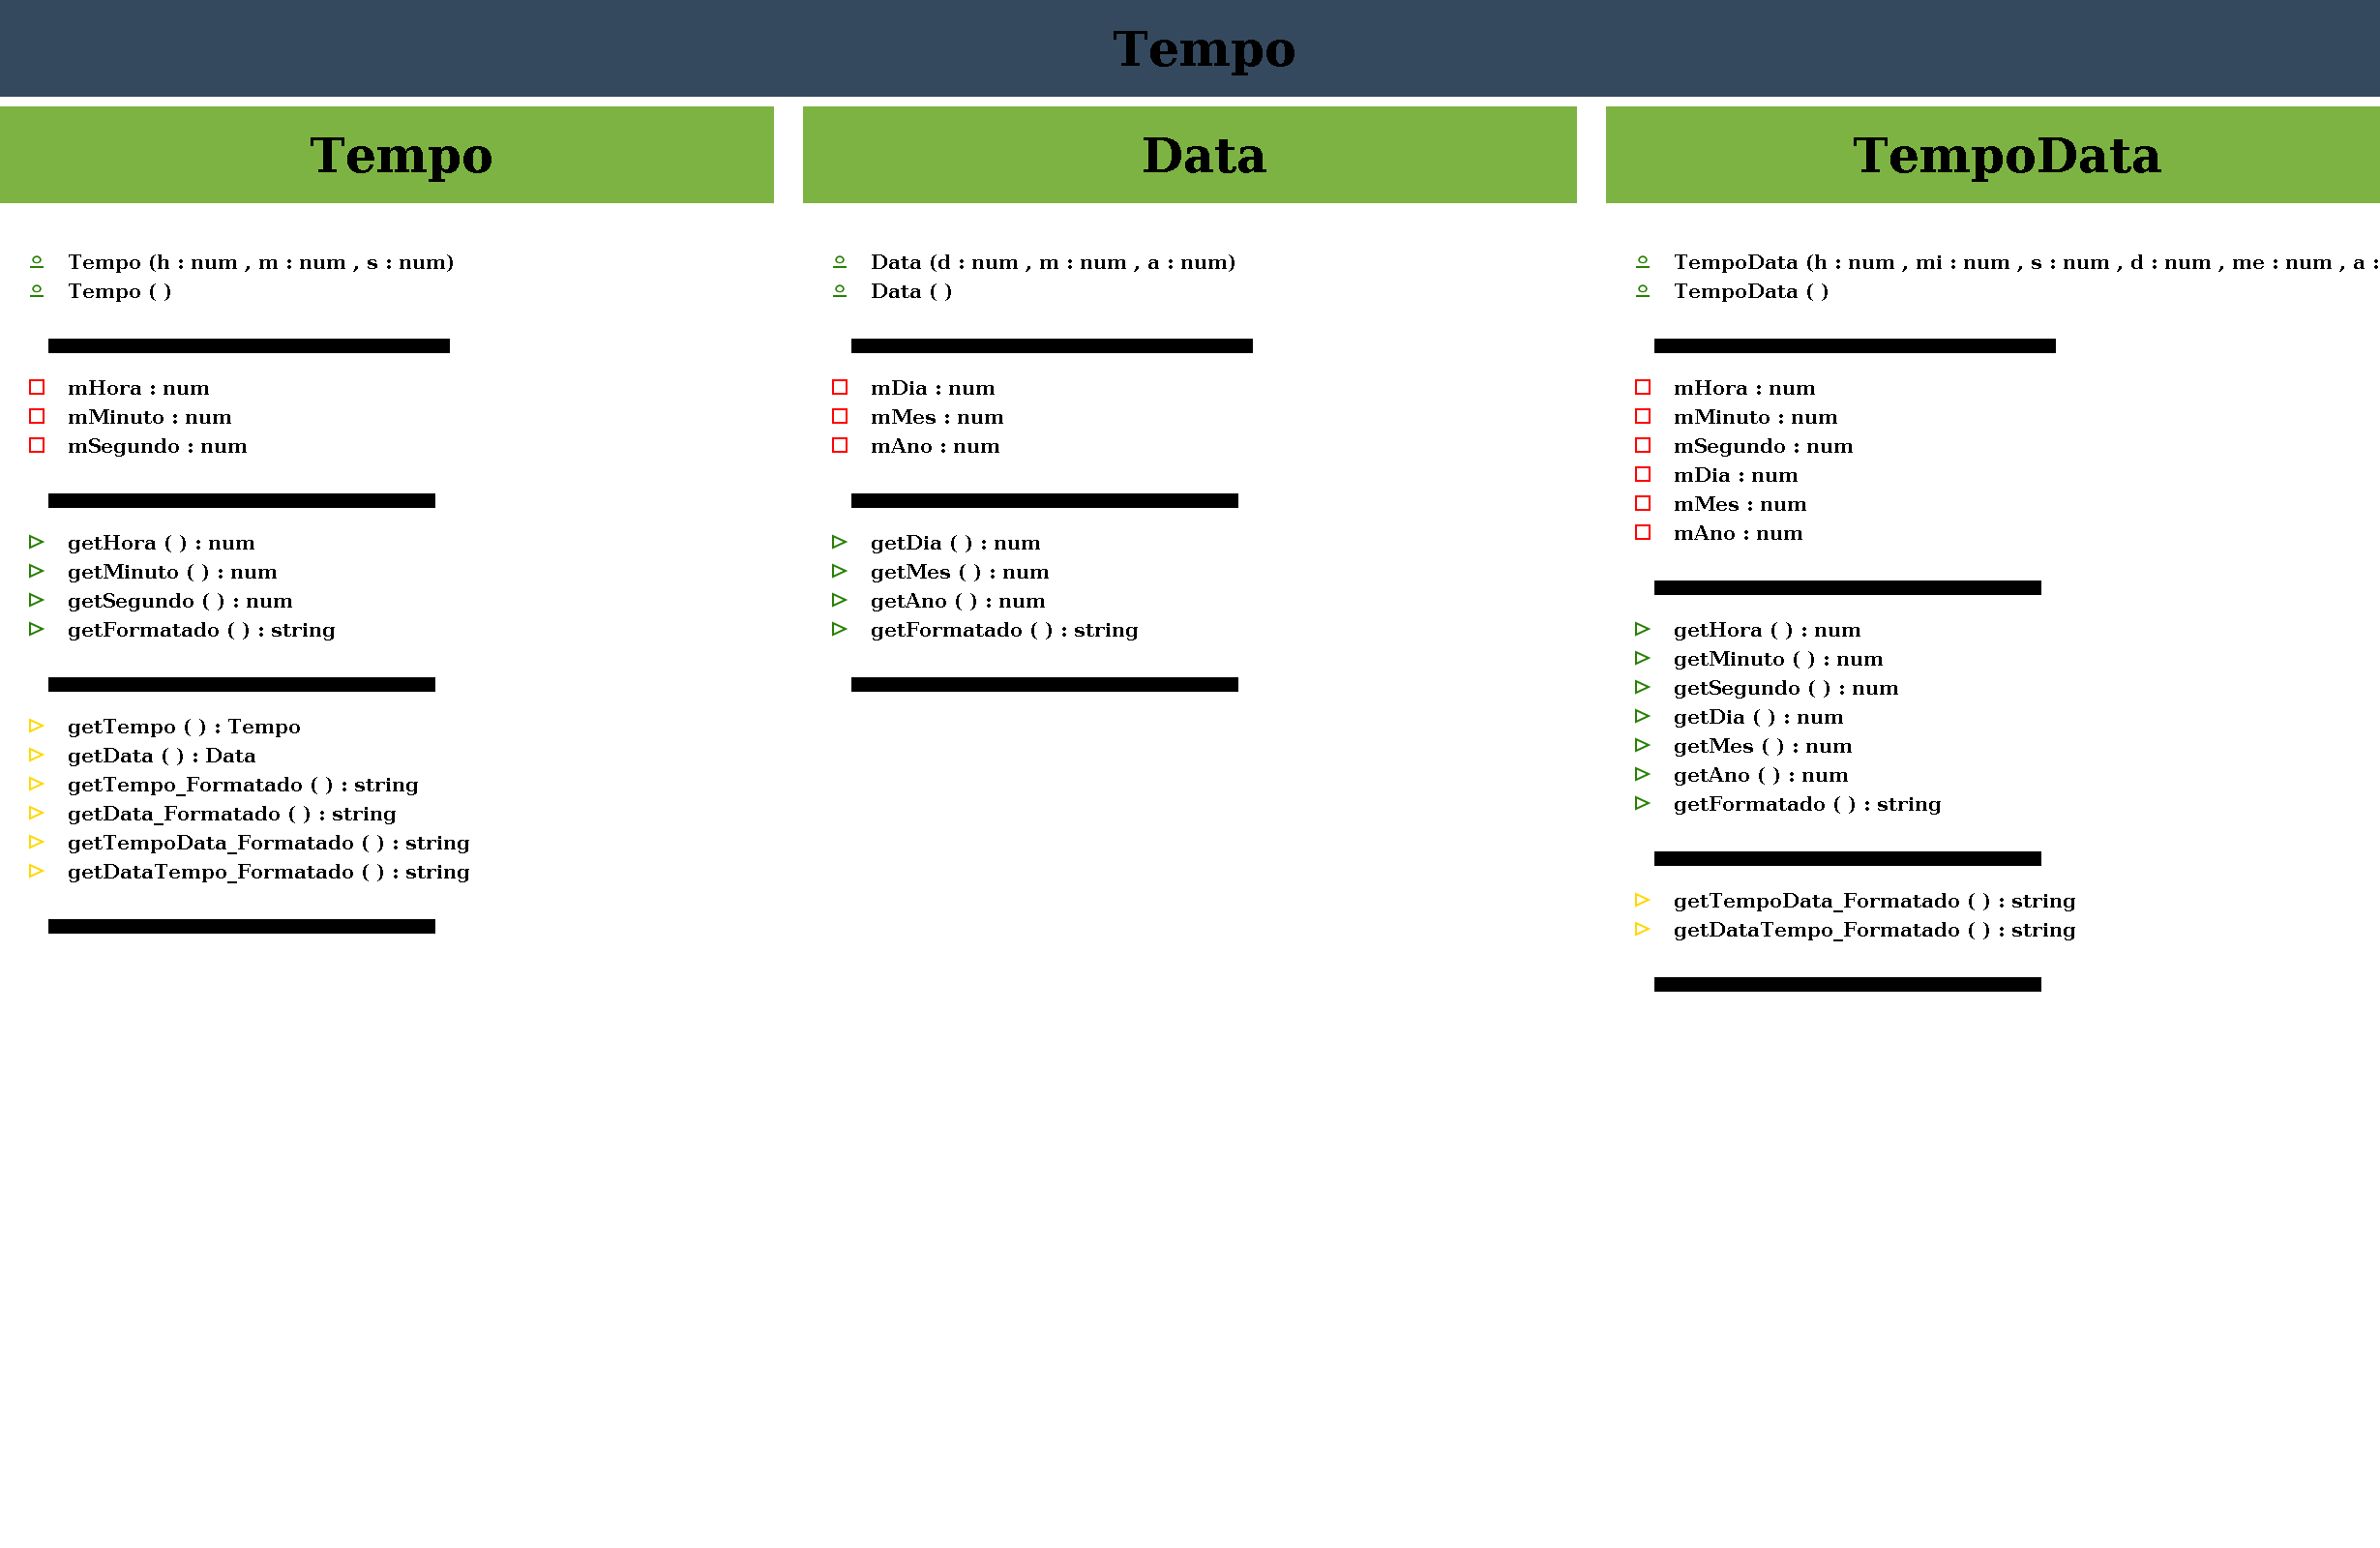 Tempo
Tempo
Tempo (h : num , m : num , s : num)
Tempo ( )
mHora : num
mMinuto : num
mSegundo : num
getHora ( ) : num
getMinuto ( ) : num
getSegundo ( ) : num
getFormatado ( ) : string
getTempo ( ) : Tempo
getData ( ) : Data
getTempo_Formatado ( ) : string
getData_Formatado ( ) : string
getTempoData_Formatado ( ) : string
getDataTempo_Formatado ( ) : string
Data
Data (d : num , m : num , a : num)
Data ( )
mDia : num
mMes : num
mAno : num
getDia ( ) : num
getMes ( ) : num
getAno ( ) : num
getFormatado ( ) : string
TempoData
TempoData (h : num , mi : num , s : num , d : num , me : num , a :
TempoData ( )
mHora : num
mMinuto : num
mSegundo : num
mDia : num
mMes : num
mAno : num
getHora ( ) : num
getMinuto ( ) : num
getSegundo ( ) : num
getDia ( ) : num
getMes ( ) : num
getAno ( ) : num
getFormatado ( ) : string
getTempoData_Formatado ( ) : string
getDataTempo_Formatado ( ) : string